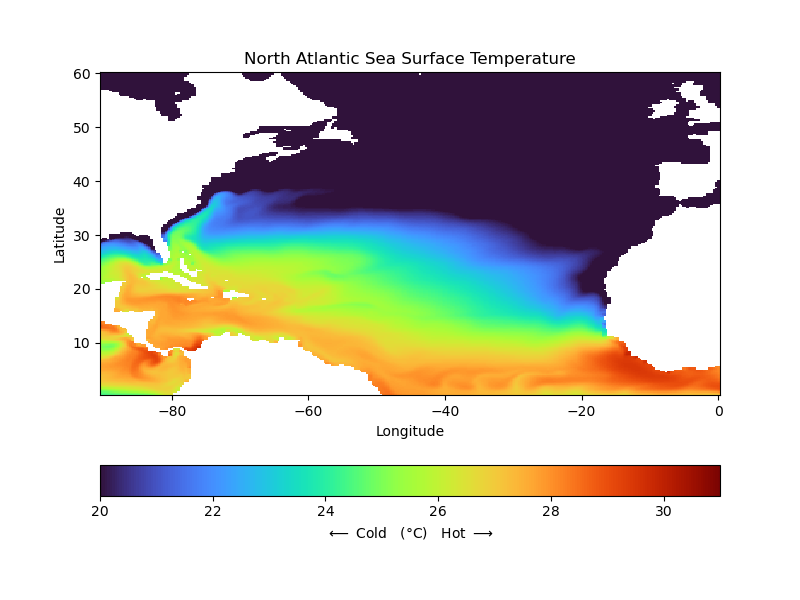 North Atlantic Sea Surface Temperature
60
50
40
30
20
10
Latitude
−80 −60 −40 −20 0
Longitude
20 22 24 26 28 30
⟵ Cold (°C) Hot ⟶